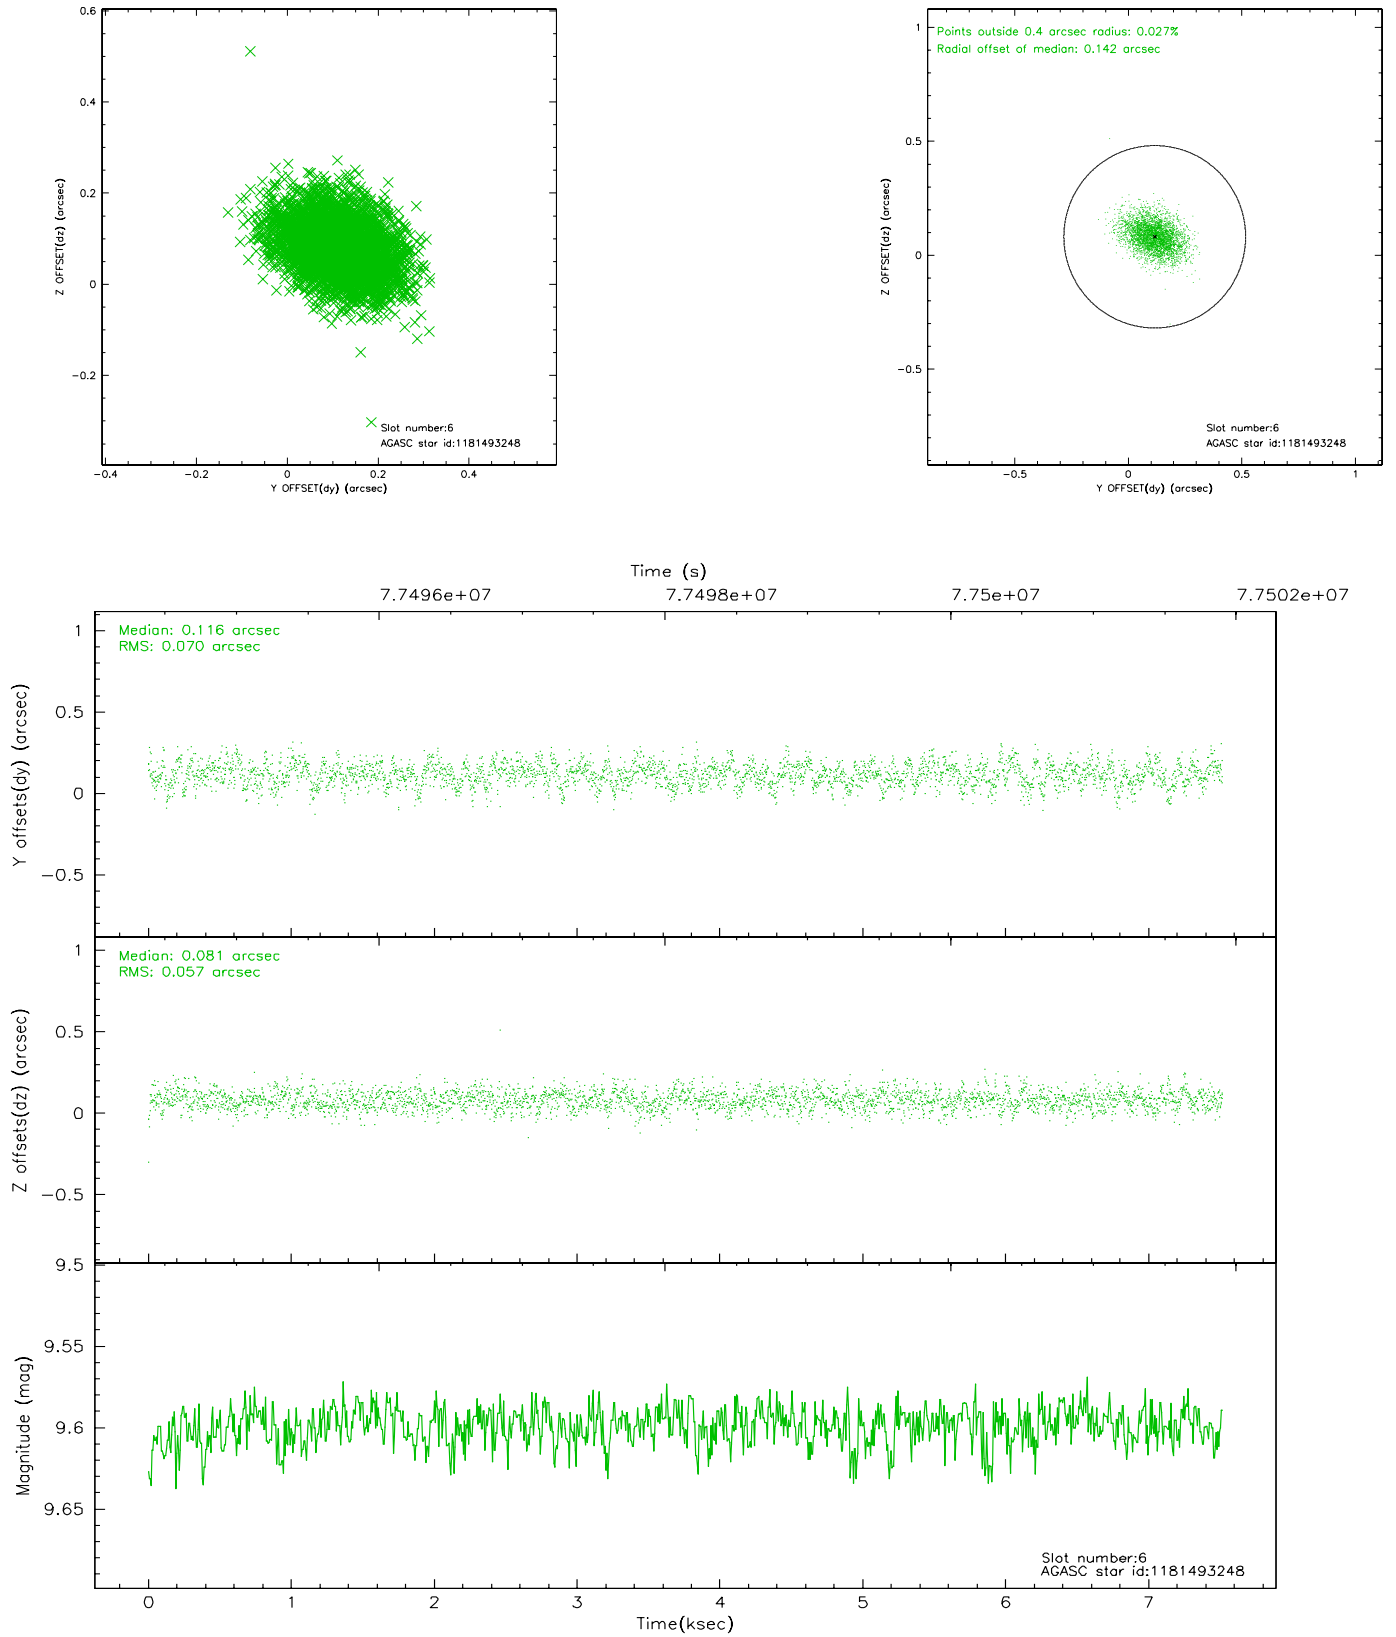 0.6
0.4
0.2
0
−0.2
−0.4
−0.2
0
0.2
0.4
Z OFFSET(dz) (arcsec)
Y OFFSET(dy) (arcsec)
Slot number:6
AGASC star id:1181493248
Points outside 0.4 arcsec radius: 0.027%
Radial offset of median: 0.142 arcsec
1
0.5
0
−0.5
−0.5
0
0.5
1
Z OFFSET(dz) (arcsec)
Y OFFSET(dy) (arcsec)
Slot number:6
AGASC star id:1181493248
Time (s)
7.7496e+07
7.7498e+07
7.75e+07
7.7502e+07
Median: 0.116 arcsec
RMS: 0.070 arcsec
1
0.5
0
−0.5
Y offsets(dy) (arcsec)
Median: 0.081 arcsec
RMS: 0.057 arcsec
1
0.5
0
−0.5
Z offsets(dz) (arcsec)
9.5
9.55
9.6
9.65
Magnitude (mag)
Slot number:6
AGASC star id:1181493248
0
1
2
3
4
5
6
7
Time(ksec)